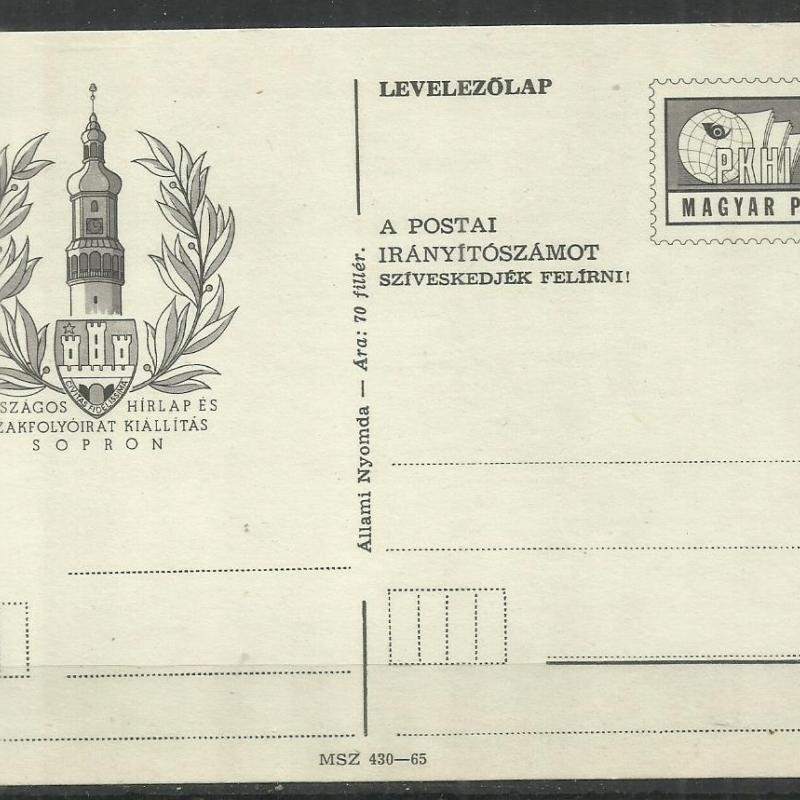 LEVELEZŐLAP
PKHI
MAGYAR P
A POSTAI
IRÁNYÍTÓSZÁMOT
SZÍVESKEDJÉK FELÍRNI!
CIVITAS FIDELISSIMA
SZÁGOS HÍRLAP ÉS
ZAKFOLYÓIRAT KIÁLLÍTÁS
SOPRON
Állami Nyomda — Ára: 70 fillér.
MSZ 430—65